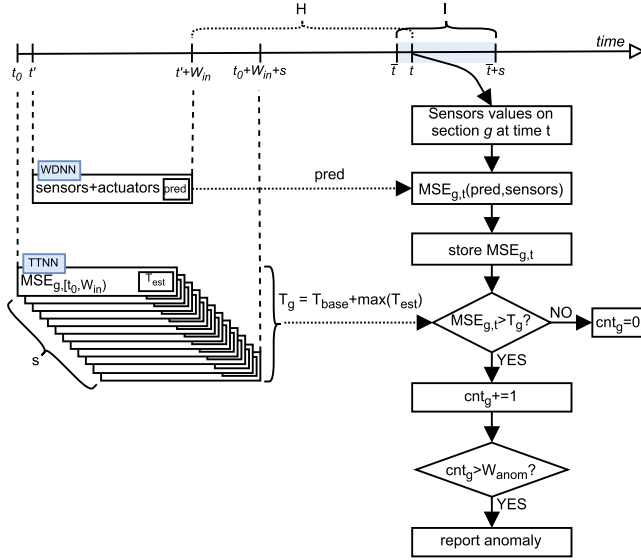 H
I
time
t0
t'
t'+Win
t0+Win+s
t̅
t
t̅+s
Sensors values on
section g at time t
WDNN
sensors+actuators
pred
pred
MSEg,t(pred,sensors)
store MSEg,t
TTNN
MSEg,[t0,Win)
Test
Tg = Tbase+max(Test)
MSEg,t>Tg?
NO
cntg=0
s
YES
cntg+=1
cntg>Wanom?
YES
report anomaly